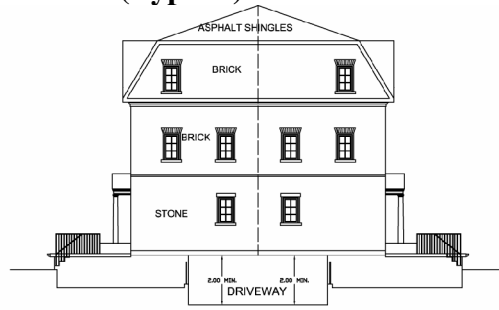 ASPHALT SHINGLES
BRICK
BRICK
STONE
2.00 MIN. 2.00 MIN.
DRIVEWAY